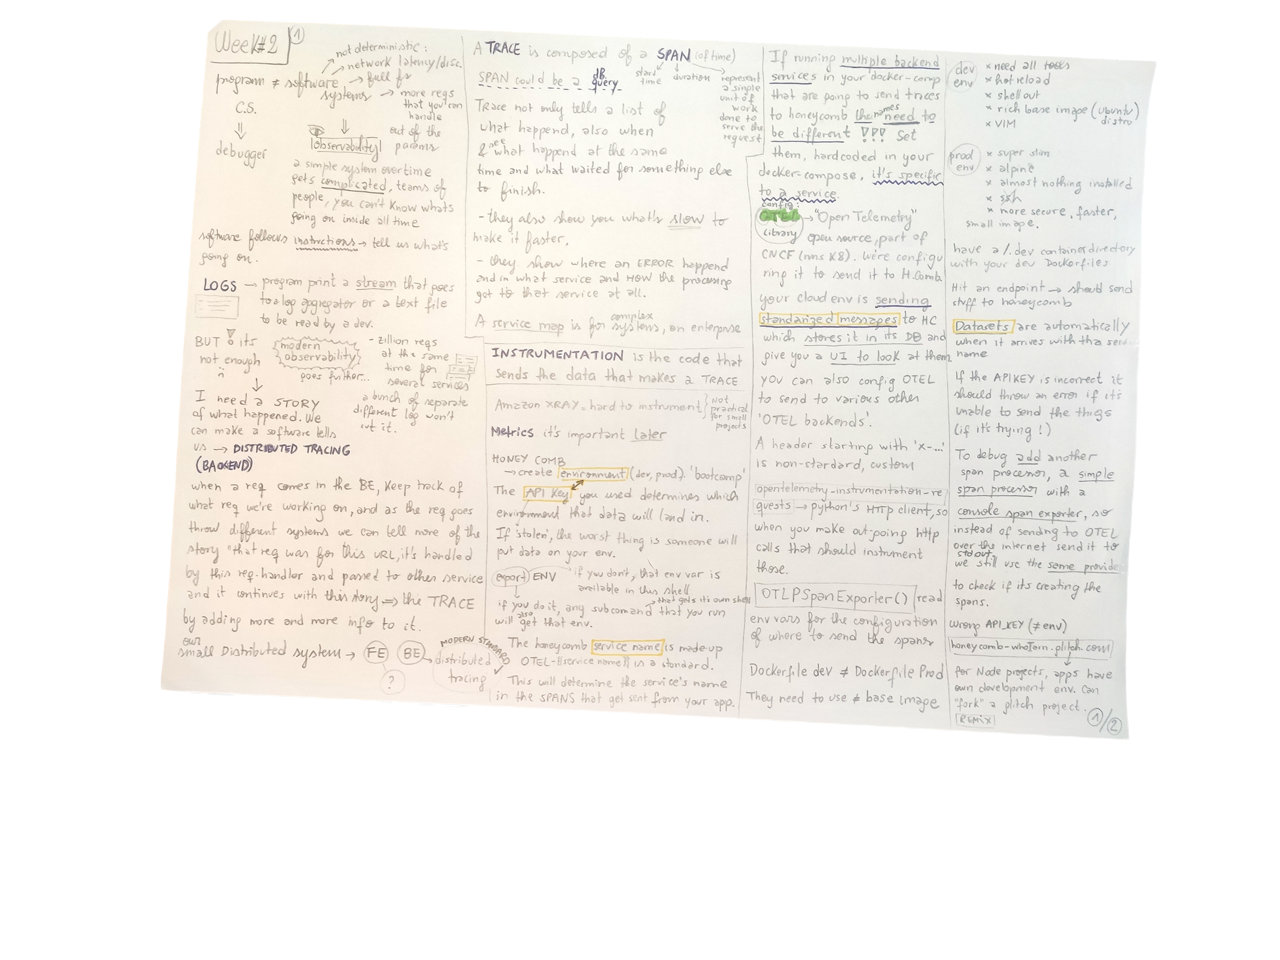 Week#2 ①
not deterministic:
network latency/disc.
program ≠ software systems
full fs
more reqs
that you can
handle
C.S.
debugger
observability
out of the
params
a simple system overtime
gets complicated, teams of
people, you can't know whats
going on inside all time
software follows instructions → tell us what's
going on.
LOGS → program print a stream that goes
to a log aggregator or a text file
to be read by a dev.
BUT ! its
not enough
modern
observability
goes further...
- zillion reqs
at the same
time for
several services
a bunch of separate
different log won't
cut it.
I need a STORY
of what happened. We
can make a software tells
us → DISTRIBUTED TRACING
(BACKEND)
when a req comes in the BE, keep track of
what req we're working on, and as the req goes
throw different systems we can tell more of the
story "that req was for this URL, it's handled
by this req-handler and passed to other service
and it continues with this story ⇒ the TRACE
by adding more and more info to it.
our
small Distributed system → FE BE
?
MODERN STANDARD
distributed
tracing
A TRACE is composed of a SPAN (of time)
SPAN could be a db query
start
time
duration
represent
a single
unit of
work
done to
serve the
request
Trace not only tells a list of
what happend, also when
& what happend at the same
time and what waited for something else
to finish.
- they also show you what's slow to
make it faster.
- they show where an ERROR happend
and in what service and HOW the processing
got to that service at all.
A service map is for complex systems, an enterprise
INSTRUMENTATION is the code that
sends the data that makes a TRACE
Amazon XRAY = hard to instrument
not
practical
for small
projects
Metrics it's important later
HONEY COMB
→ create environment (dev, prod). 'bootcamp'
The API Key you used determines which
environment that data will land in.
If 'stolen', the worst thing is someone will
put data on your env.
export ENV
if you don't, that env var is
available in this shell
that gets its own shell
if you do it, any subcomand that you run
will also get that env.
The honeycomb service name is made up
OTEL-[(service name)] is a standard.
This will determine the service's name
in the SPANS that get sent from your app.
If running multiple backend
services in your docker-comp
that are going to send traces
to honeycomb the names need to
be different !!! Set
them, hardcoded in your
docker-compose, it's specific
to a service.
config:
OTEL → "Open Telemetry"
library
open source, part of
CNCF (mns K8). We're configu
ring it to send it to H.Comb.
your cloud env is sending
standarized messages to HC
which stores it in its DB and
give you a UI to look at them
you can also config OTEL
to send to various other
'OTEL backends'.
A header starting with 'x-...'
is non-standard, custom
opentelemetry-instrumentation-re
quests → python's HTTP client, so
when you make out-going http
calls that should instrument
those.
OTLPSpanExporter() read
env vars for the configuration
of where to send the spans
Dockerfile dev ≠ Dockerfile Prod
They need to use ≠ base image
dev
env
× need all tools
× hot reload
× shell out
× rich base image (ubuntu distro)
× VIM
prod
env
× super slim
× alpine
× almost nothing installed
× ssh
× more secure, faster,
small image.
have a /.dev container directory
with your dev Dockerfiles
Hit an endpoint → should send
stuff to honeycomb
Datasets are automatically
when it arrives with tha serv
name
If the APIKEY is incorrect it
should throw an error if its
unable to send the things
(if it's trying!)
To debug add another
span processor, a simple
span processor with a
console span exporter, so
instead of sending to OTEL
over the internet send it to
stdout
we still use the same provide
to check if its creating the
spans.
Wrong API_KEY (≠ env)
honeycomb-whoiam.glitch.com
For Node projects, apps have
own development env. Can
"fork" a glitch project.
REMIX
①/②